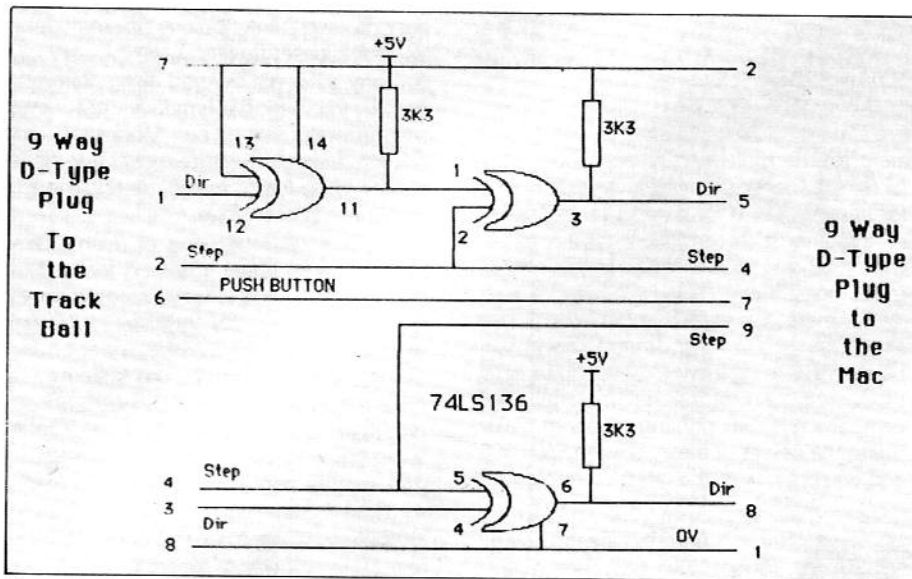 +5V
7
2
3K3
3K3
13
14
9 Way
D-Type
Plug
Dir
1
12
11
1
2
3
Dir
5
To
the
Track
Ball
2
Step
Step
4
PUSH BUTTON
6
7
9
Step
9 Way
D-Type
Plug
to
the
Mac
+5V
74LS136
3K3
4
Step
5
6
Dir
8
3
Dir
4
7
8
0V
1